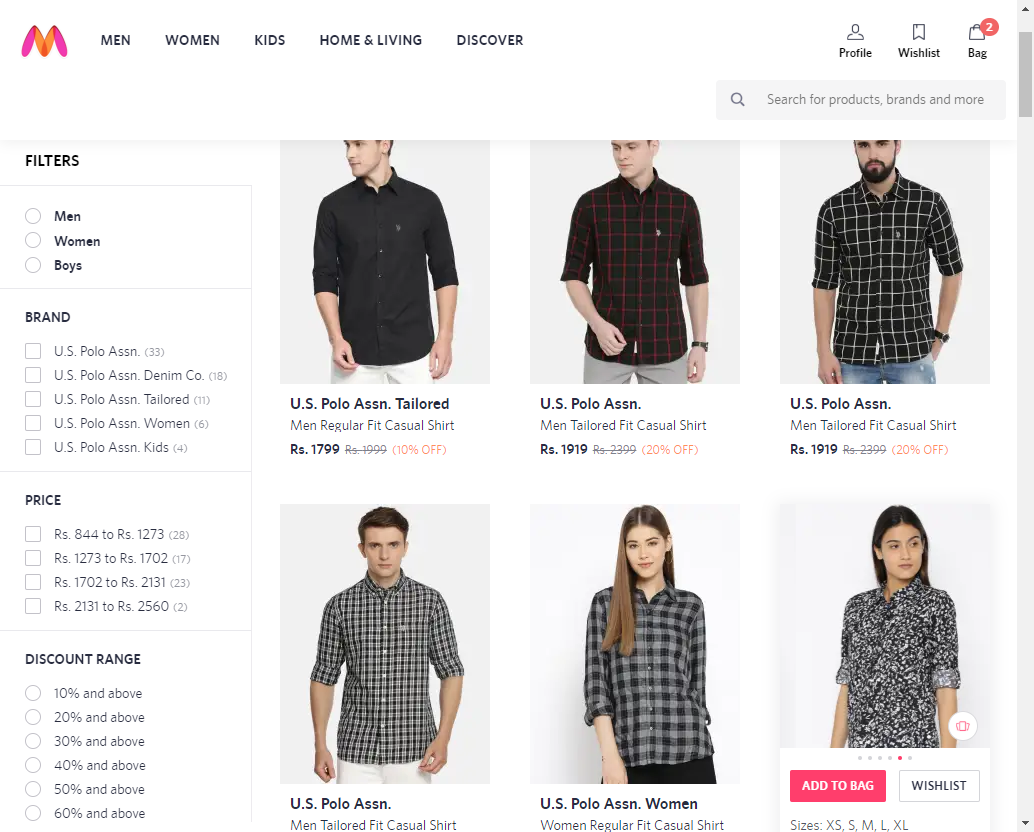 MEN WOMEN KIDS HOME & LIVING DISCOVER
2
Profile Wishlist Bag
Search for products, brands and more
FILTERS
Men
Women
Boys
BRAND
U.S. Polo Assn. (33)
U.S. Polo Assn. Denim Co. (18)
U.S. Polo Assn. Tailored (11)
U.S. Polo Assn. Women (6)
U.S. Polo Assn. Kids (4)
PRICE
Rs. 844 to Rs. 1273 (28)
Rs. 1273 to Rs. 1702 (17)
Rs. 1702 to Rs. 2131 (23)
Rs. 2131 to Rs. 2560 (2)
DISCOUNT RANGE
10% and above
20% and above
30% and above
40% and above
50% and above
60% and above
U.S. Polo Assn. Tailored
Men Regular Fit Casual Shirt
Rs. 1799 Rs. 1999 (10% OFF)
U.S. Polo Assn.
Men Tailored Fit Casual Shirt
Rs. 1919 Rs. 2399 (20% OFF)
U.S. Polo Assn.
Men Tailored Fit Casual Shirt
Rs. 1919 Rs. 2399 (20% OFF)
U.S. Polo Assn.
Men Tailored Fit Casual Shirt
U.S. Polo Assn. Women
Women Regular Fit Casual Shirt
ADD TO BAG WISHLIST
Sizes: XS, S, M, L, XL